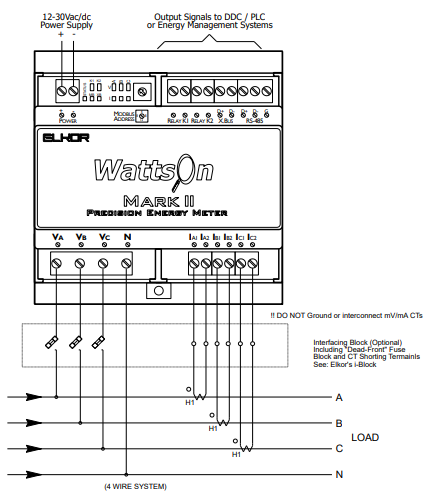 12-30Vac/dc
Power Supply
+ -
Output Signals to DDC / PLC
or Energy Management Systems
+ -
POWER
MODBUS
ADDRESS
RELAY K1 RELAY K2 X.BUS RS-485
D+ D- D+ D- G
ELKOR
WattsOn
MARK II
PRECISION ENERGY METER
VA VB VC N
IA1 IA2 IB1 IB2 IC1 IC2
!! DO NOT Ground or interconnect mV/mA CTs
Interfacing Block (Optional)
Including "Dead-Front" Fuse
Block and CT Shorting Termainls
See: Elkor's i-Block
H1
A
H1
B
LOAD
H1
C
N
(4 WIRE SYSTEM)